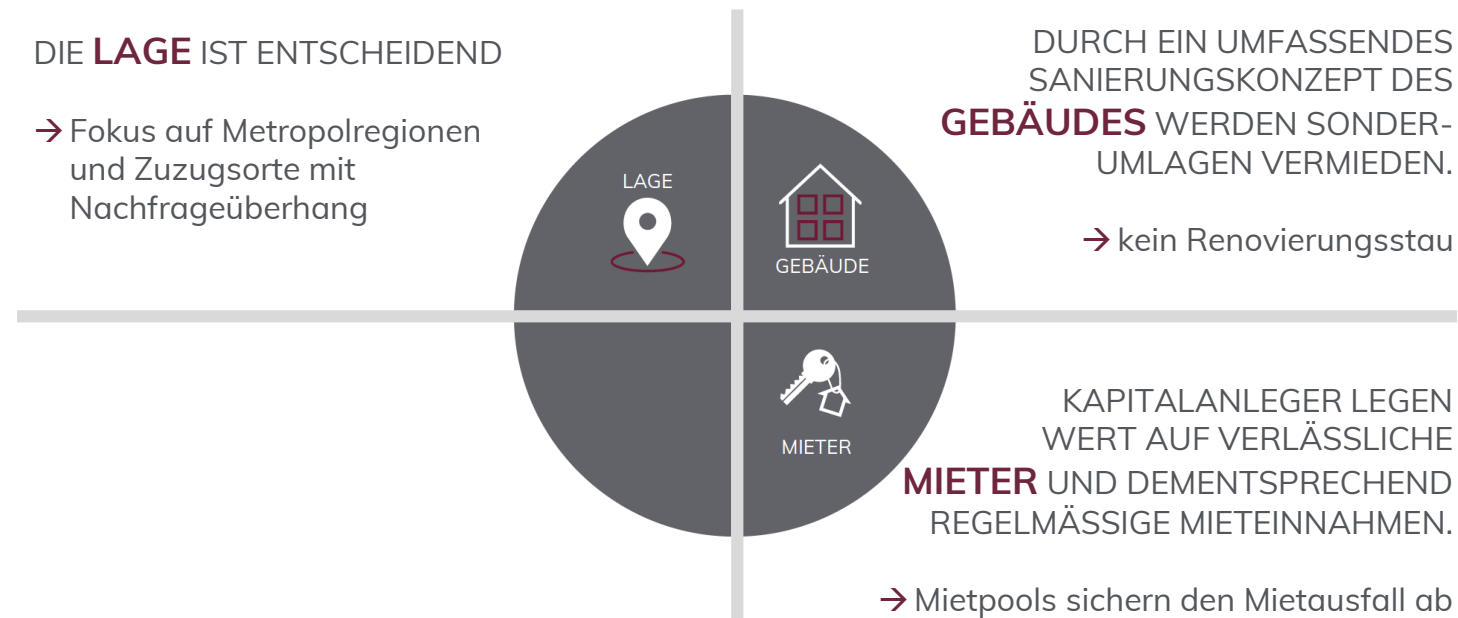 DIE LAGE IST ENTSCHEIDEND
→ Fokus auf Metropolregionen
und Zuzugsorte mit
Nachfrageüberhang
LAGE
DURCH EIN UMFASSENDES
SANIERUNGSKONZEPT DES
GEBÄUDES WERDEN SONDER-
UMLAGEN VERMIEDEN.
→ kein Renovierungsstau
GEBÄUDE
MIETER
KAPITALANLEGER LEGEN
WERT AUF VERLÄSSLICHE
MIETER UND DEMENTSPRECHEND
REGELMÄSSIGE MIETEINNAHMEN.
→ Mietpools sichern den Mietausfall ab